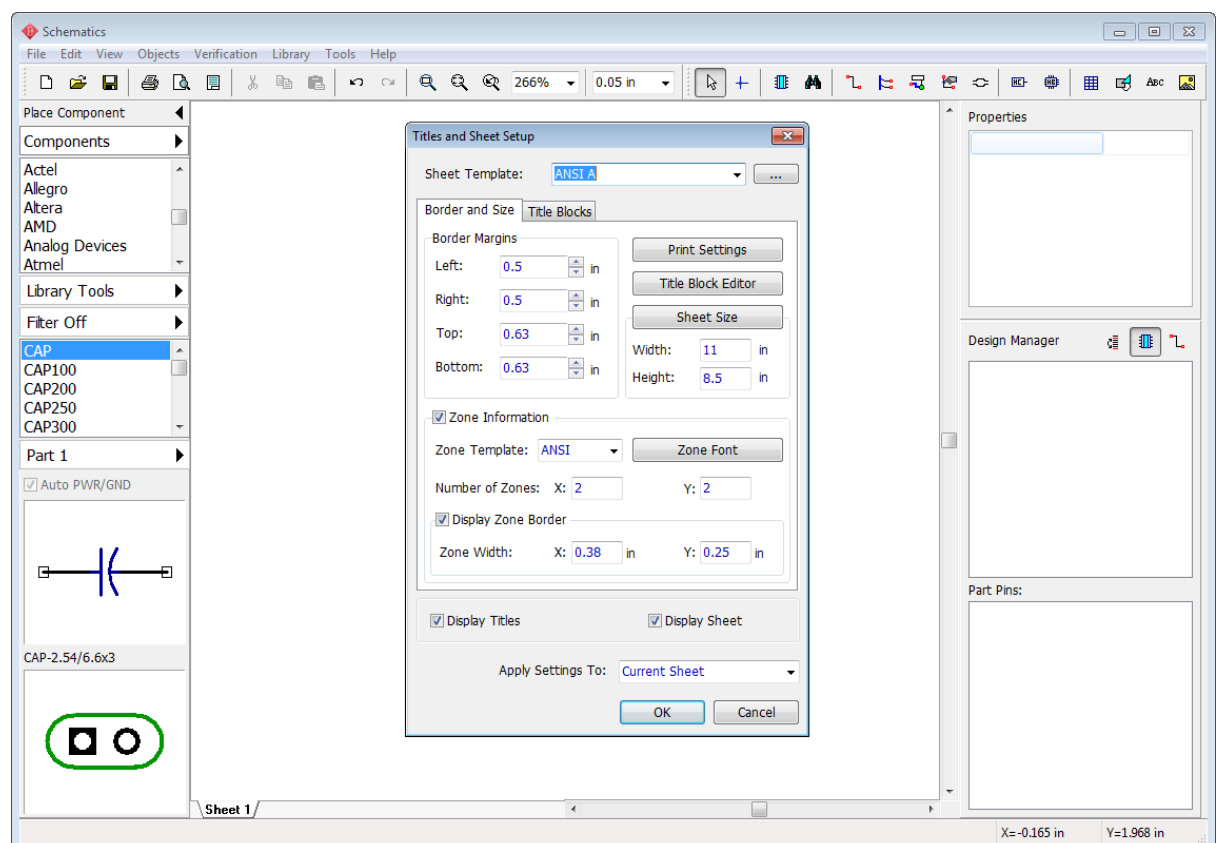 Schematics
File Edit View Objects Verification Library Tools Help
266% 0.05 in ABC
Place Component
Components
Actel
Allegro
Altera
AMD
Analog Devices
Atmel
Library Tools
Filter Off
CAP
CAP100
CAP200
CAP250
CAP300
Part 1
Auto PWR/GND
CAP-2.54/6.6x3
Titles and Sheet Setup
Sheet Template: ANSI A ...
Border and Size Title Blocks
Border Margins
Left: 0.5 in
Right: 0.5 in
Top: 0.63 in
Bottom: 0.63 in
Print Settings
Title Block Editor
Sheet Size
Width: 11 in
Height: 8.5 in
Zone Information
Zone Template: ANSI Zone Font
Number of Zones: X: 2 Y: 2
Display Zone Border
Zone Width: X: 0.38 in Y: 0.25 in
Display Titles Display Sheet
Apply Settings To: Current Sheet
OK Cancel
Sheet 1
Properties
Design Manager
Part Pins:
X=-0.165 in Y=1.968 in